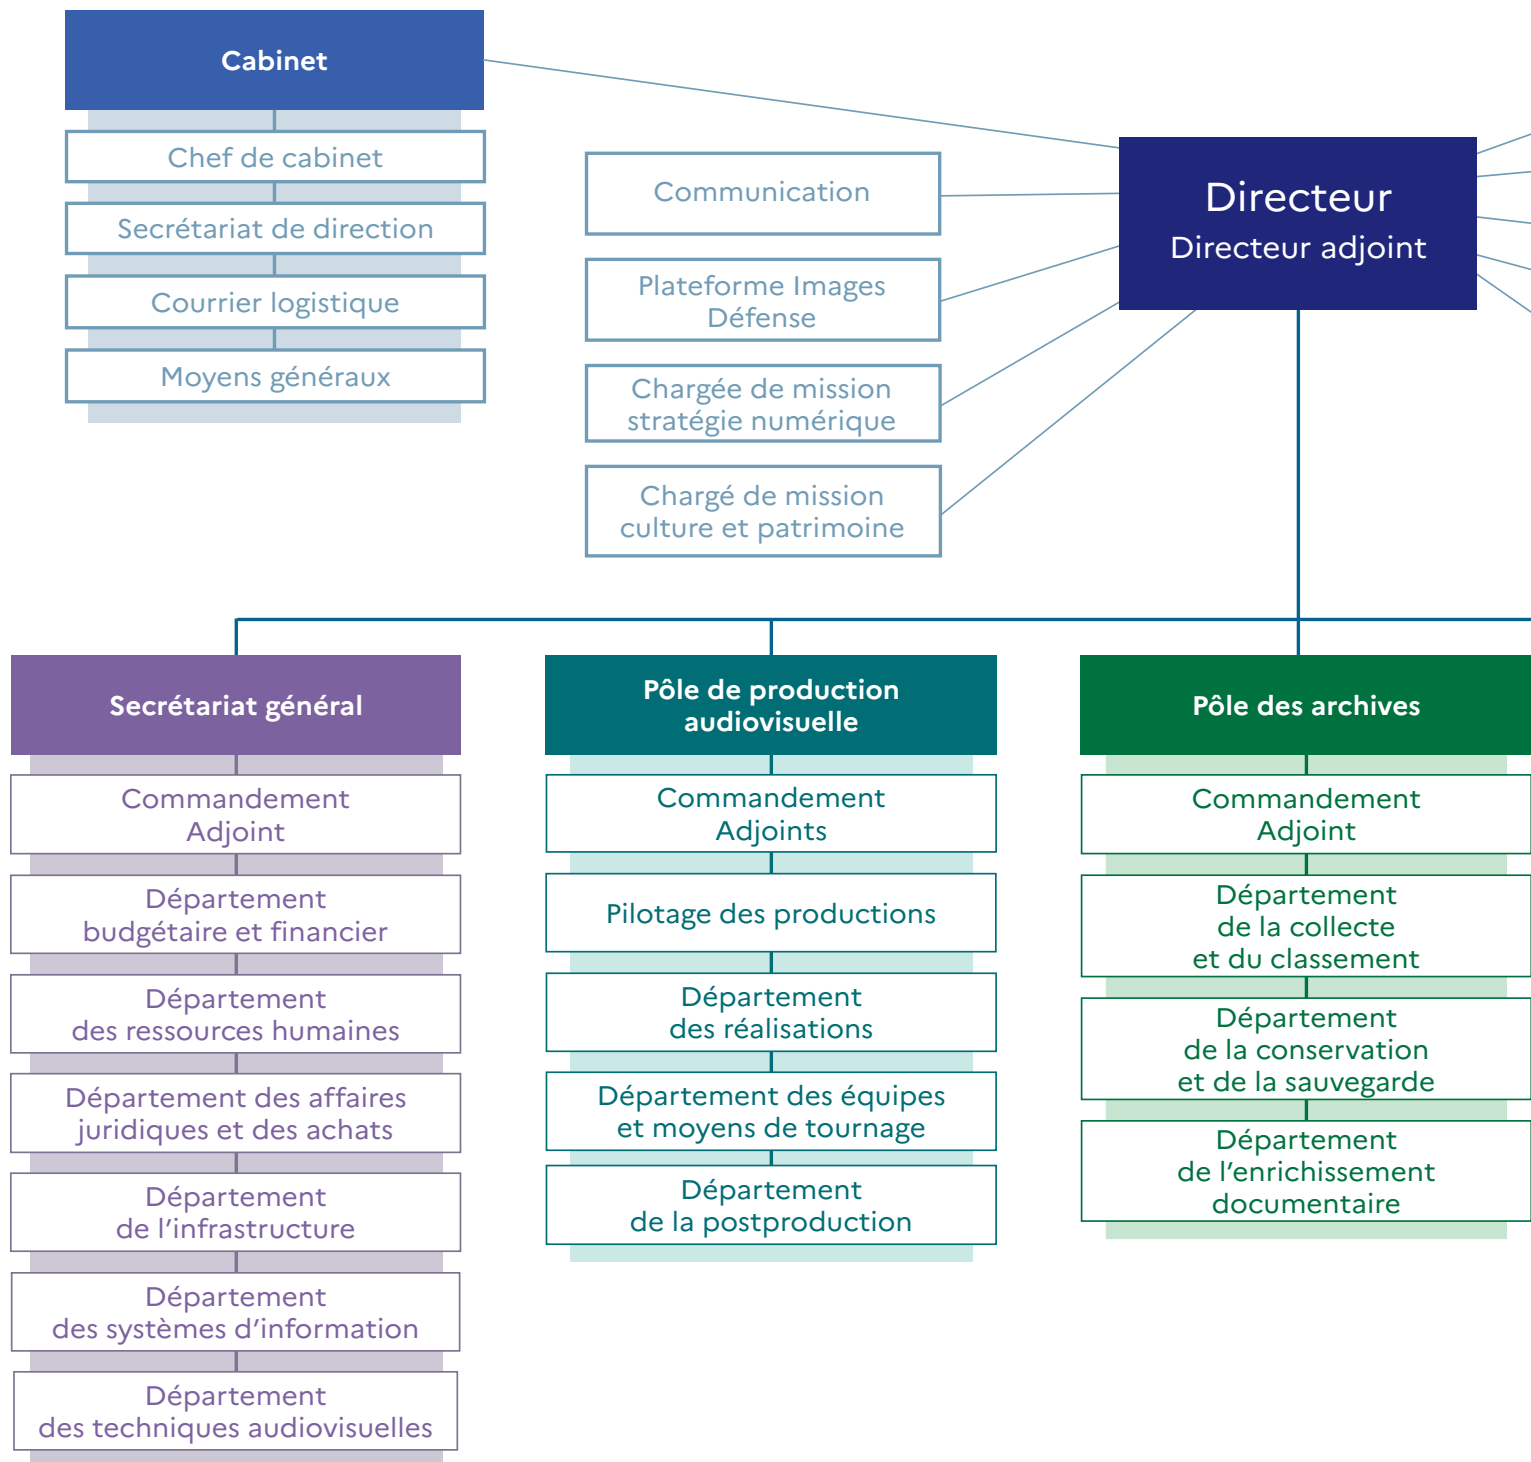 Cabinet
Chef de cabinet
Secrétariat de direction
Courrier logistique
Moyens généraux
Communication
Plateforme Images
Défense
Chargée de mission
stratégie numérique
Chargé de mission
culture et patrimoine
Directeur
Directeur adjoint
Secrétariat général
Commandement
Adjoint
Département
budgétaire et financier
Département
des ressources humaines
Département des affaires
juridiques et des achats
Département
de l’infrastructure
Département
des systèmes d’information
Département
des techniques audiovisuelles
Pôle de production
audiovisuelle
Commandement
Adjoints
Pilotage des productions
Département
des réalisations
Département des équipes
et moyens de tournage
Département
de la postproduction
Pôle des archives
Commandement
Adjoint
Département
de la collecte
et du classement
Département
de la conservation
et de la sauvegarde
Département
de l’enrichissement
documentaire